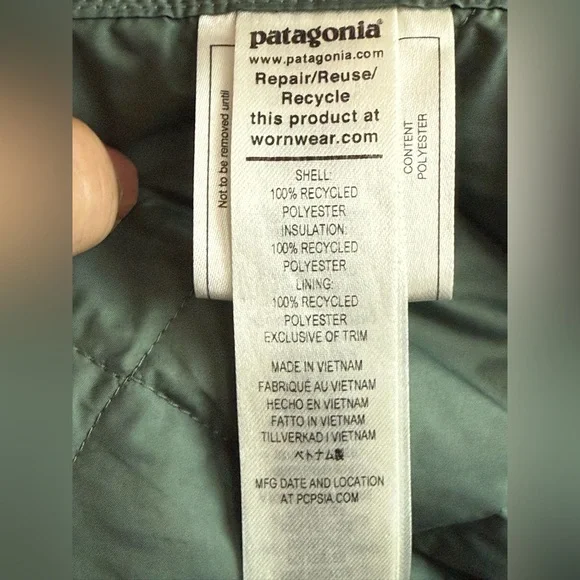 patagonia®
www.patagonia.com
Repair/Reuse/
Recycle
this product at
wornwear.com
SHELL:
100% RECYCLED
POLYESTER
INSULATION:
100% RECYCLED
POLYESTER
LINING:
100% RECYCLED
POLYESTER
EXCLUSIVE OF TRIM
MADE IN VIETNAM
FABRIQUÉ AU VIETNAM
HECHO EN VIETNAM
FATTO IN VIETNAM
TILLVERKAD I VIETNAM
ベトナム製
MFG DATE AND LOCATION
AT PCPSIA.COM
Not to be removed until
CONTENT
POLYESTER